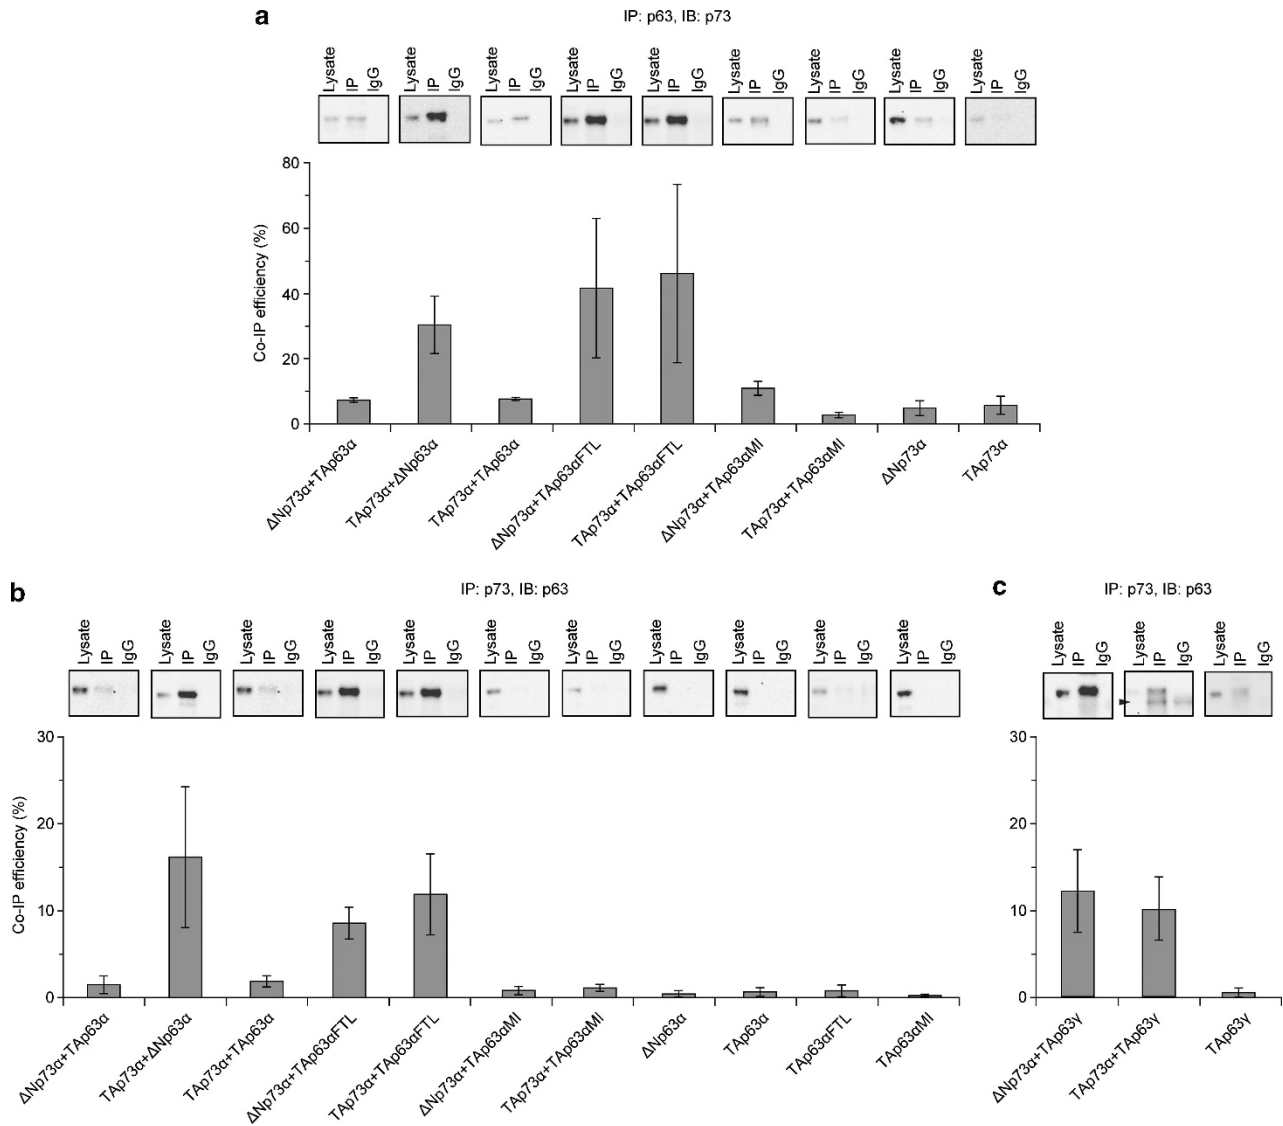 a
IP: p63, IB: p73
Lysate IP IgG Lysate IP IgG Lysate IP IgG Lysate IP IgG Lysate IP IgG Lysate IP IgG Lysate IP IgG Lysate IP IgG Lysate IP IgG
Co-IP efficiency (%)
80
60
40
20
0
ΔNp73α+TAp63α
TAp73α+ΔNp63α
TAp73α+TAp63α
ΔNp73α+TAp63αFTL
TAp73α+TAp63αFTL
ΔNp73α+TAp63αMI
TAp73α+TAp63αMI
ΔNp73α
TAp73α
b
IP: p73, IB: p63
Lysate IP IgG Lysate IP IgG Lysate IP IgG Lysate IP IgG Lysate IP IgG Lysate IP IgG Lysate IP IgG Lysate IP IgG Lysate IP IgG Lysate IP IgG Lysate IP IgG
Co-IP efficiency (%)
30
20
10
0
ΔNp73α+TAp63α
TAp73α+ΔNp63α
TAp73α+TAp63α
ΔNp73α+TAp63αFTL
TAp73α+TAp63αFTL
ΔNp73α+TAp63αMI
TAp73α+TAp63αMI
ΔNp63α
TAp63α
TAp63αFTL
TAp63αMI
c
IP: p73, IB: p63
Lysate IP IgG Lysate IP IgG Lysate IP IgG
30
20
10
0
ΔNp73α+TAp63γ
TAp73α+TAp63γ
TAp63γ